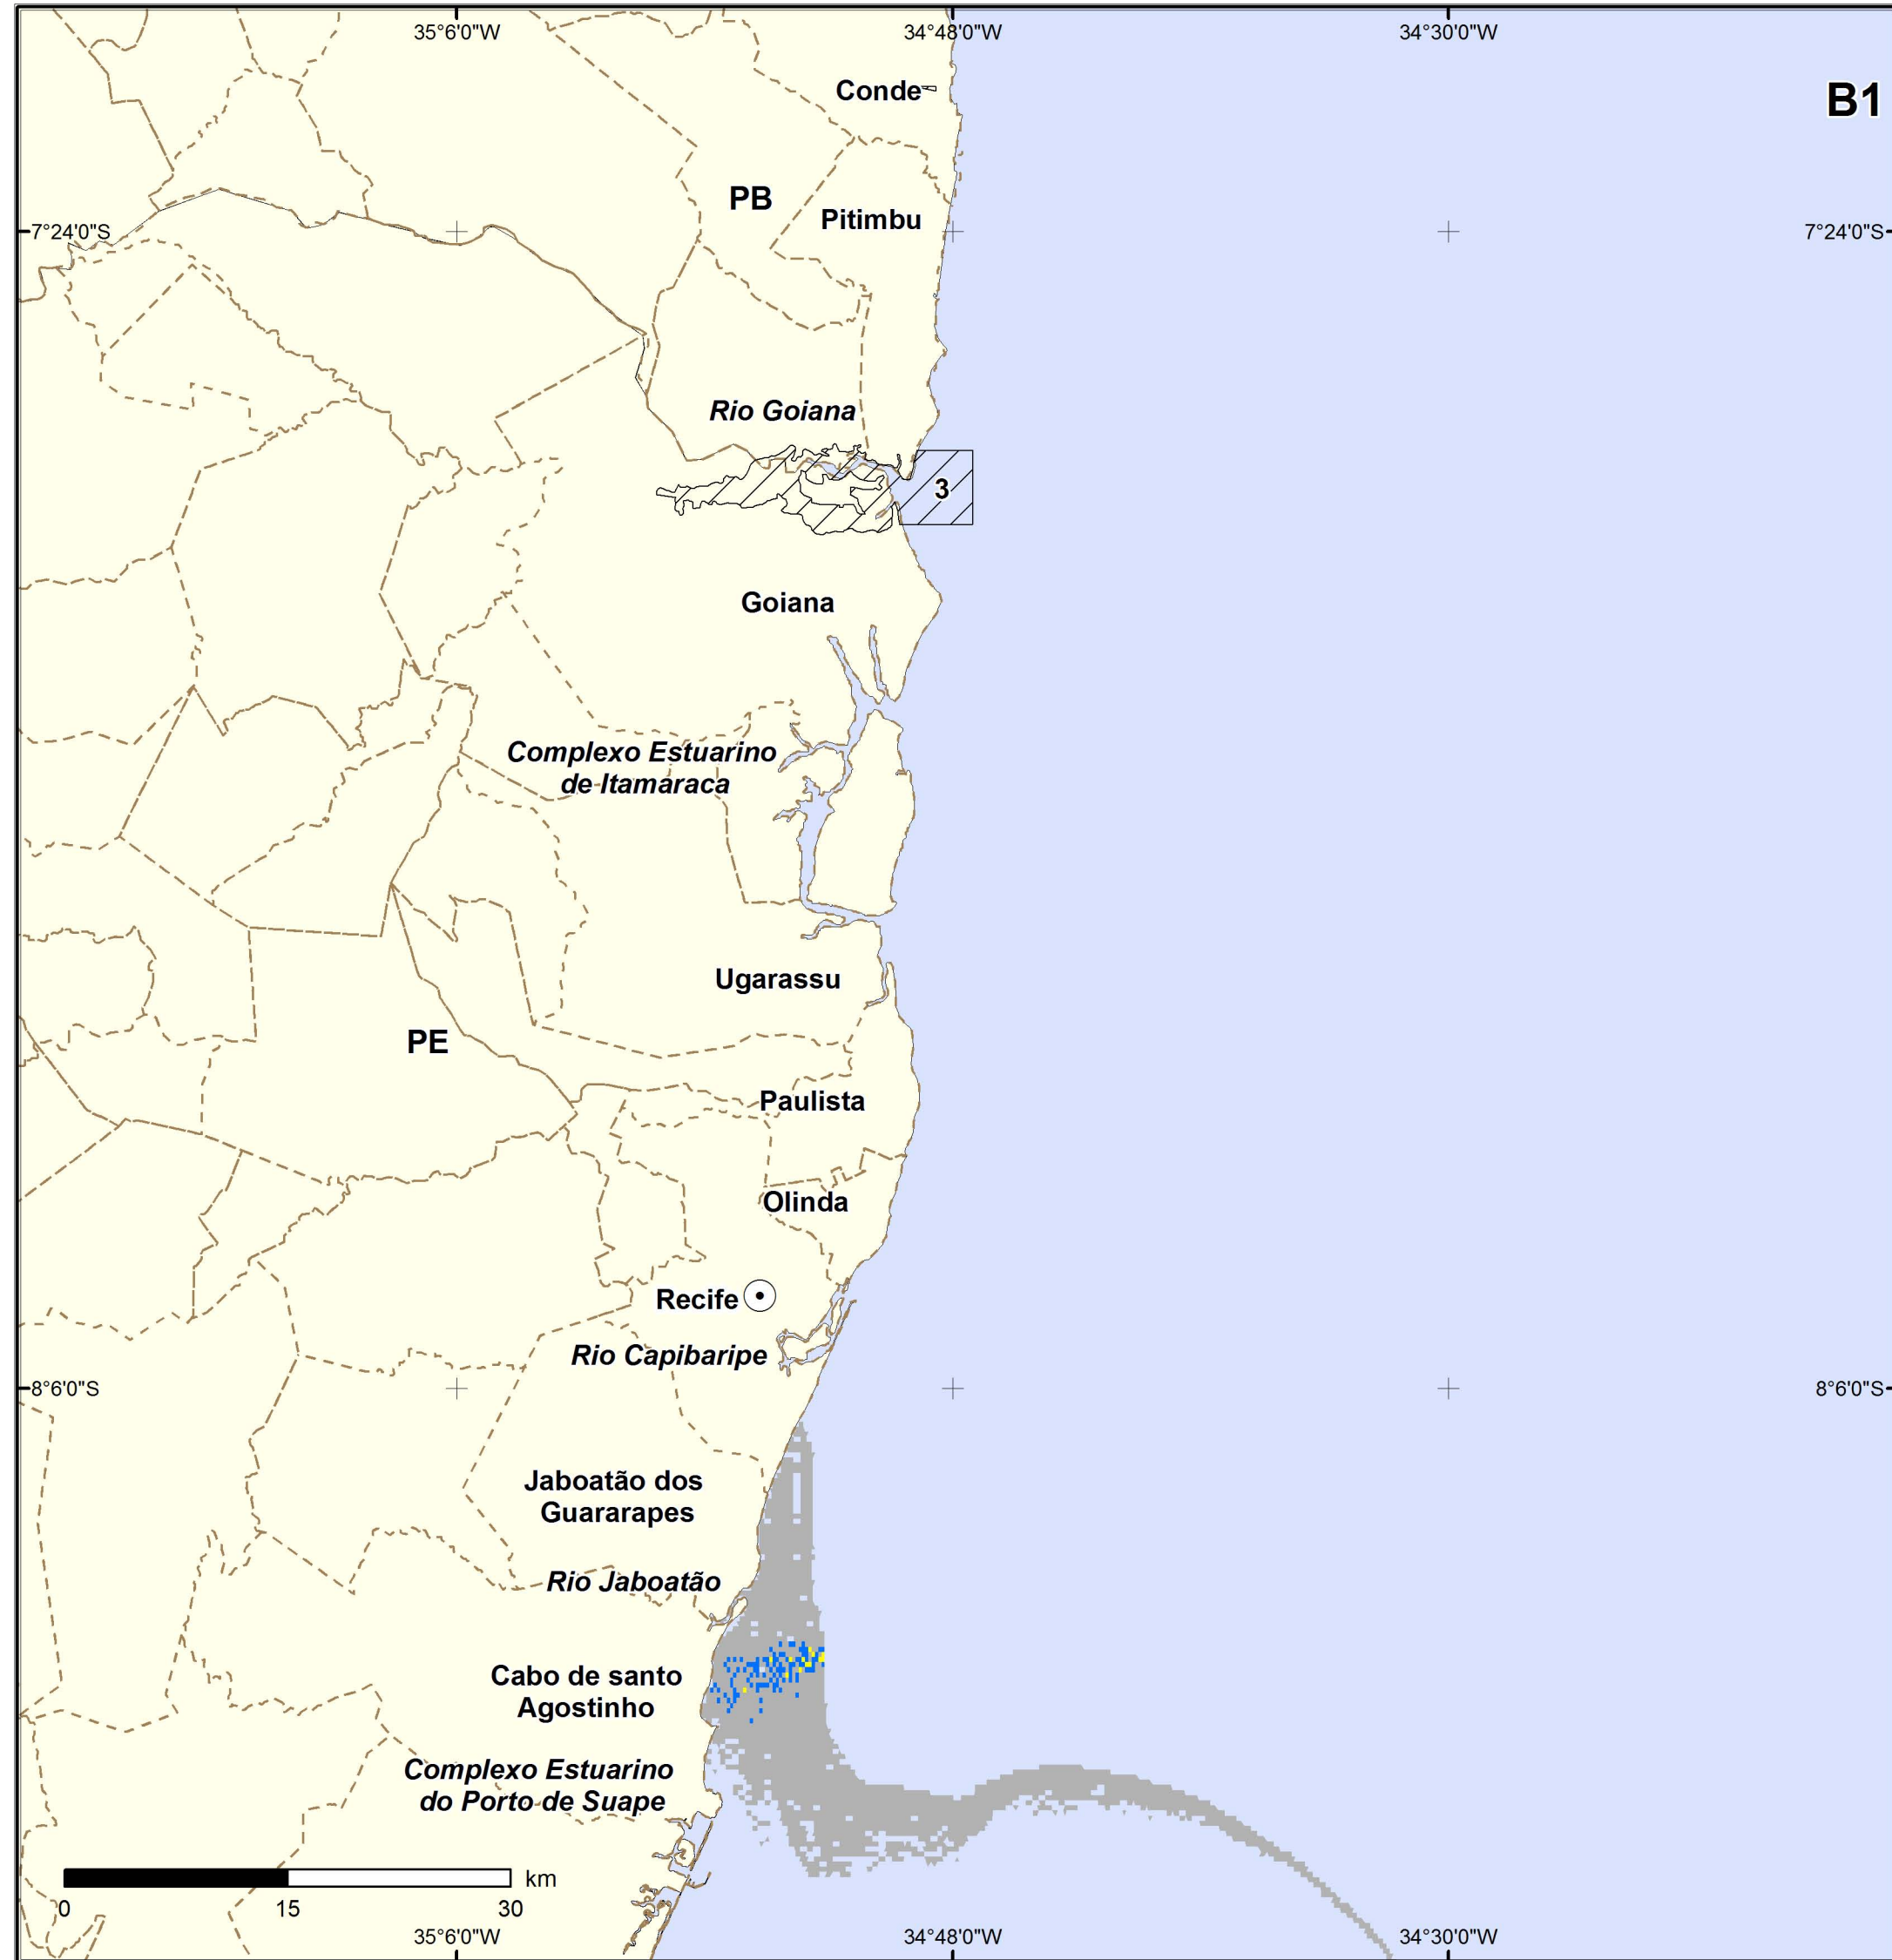 35°6'0"W 34°48'0"W 34°30'0"W
Conde
B1
PB
Pitimbu
7°24'0"S 7°24'0"S
Rio Goiana
3
Goiana
Complexo Estuarino
de Itamaraca
Ugarassu
PE
Paulista
Olinda
Recife
Rio Capibaripe
8°6'0"S 8°6'0"S
Jaboatão dos
Guararapes
Rio Jaboatão
Cabo de santo
Agostinho
Complexo Estuarino
do Porto de Suape
km
0 15 30
35°6'0"W 34°48'0"W 34°30'0"W